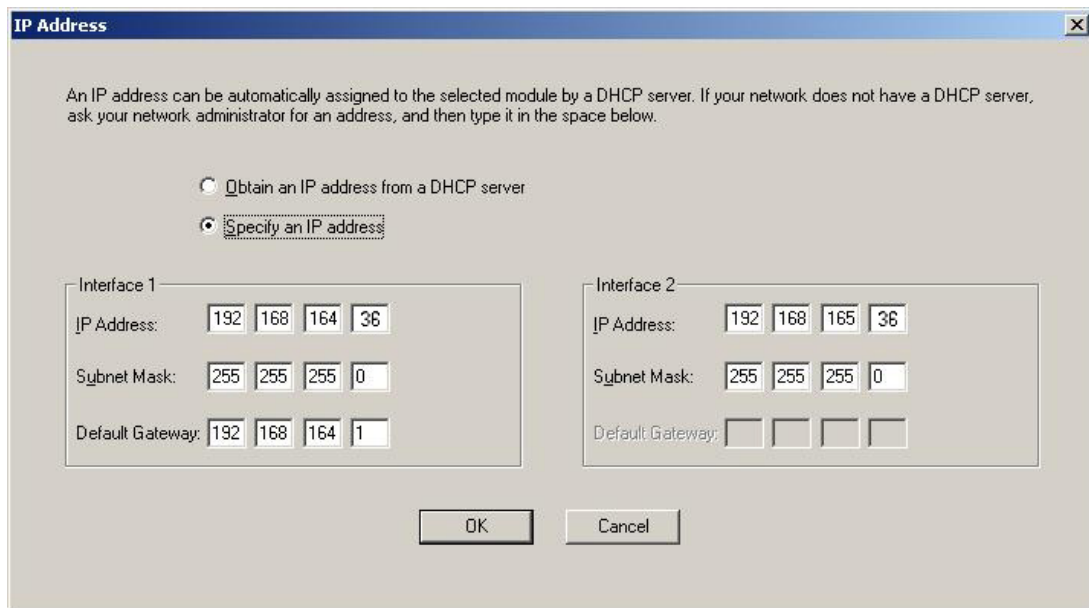 IP Address
An IP address can be automatically assigned to the selected module by a DHCP server. If your network does not have a DHCP server,
ask your network administrator for an address, and then type it in the space below.
Obtain an IP address from a DHCP server
Specify an IP address
Interface 1
IP Address: 192 168 164 36
Subnet Mask: 255 255 255 0
Default Gateway: 192 168 164 1
Interface 2
IP Address: 192 168 165 36
Subnet Mask: 255 255 255 0
Default Gateway:
OK
Cancel